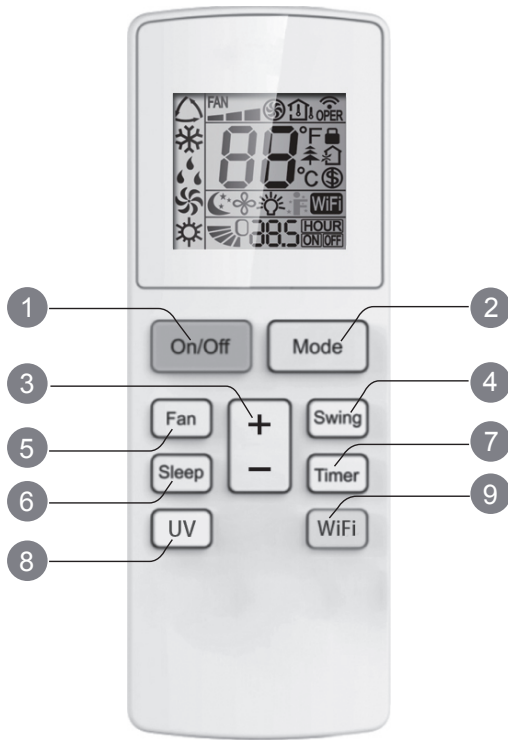 FAN
OPER
88 °F
°C $
WiFi
038.5 HOUR
ON OFF
1
2
On/Off Mode
3
4
Fan + Swing
5
7
Sleep − Timer
6
9
UV WiFi
8